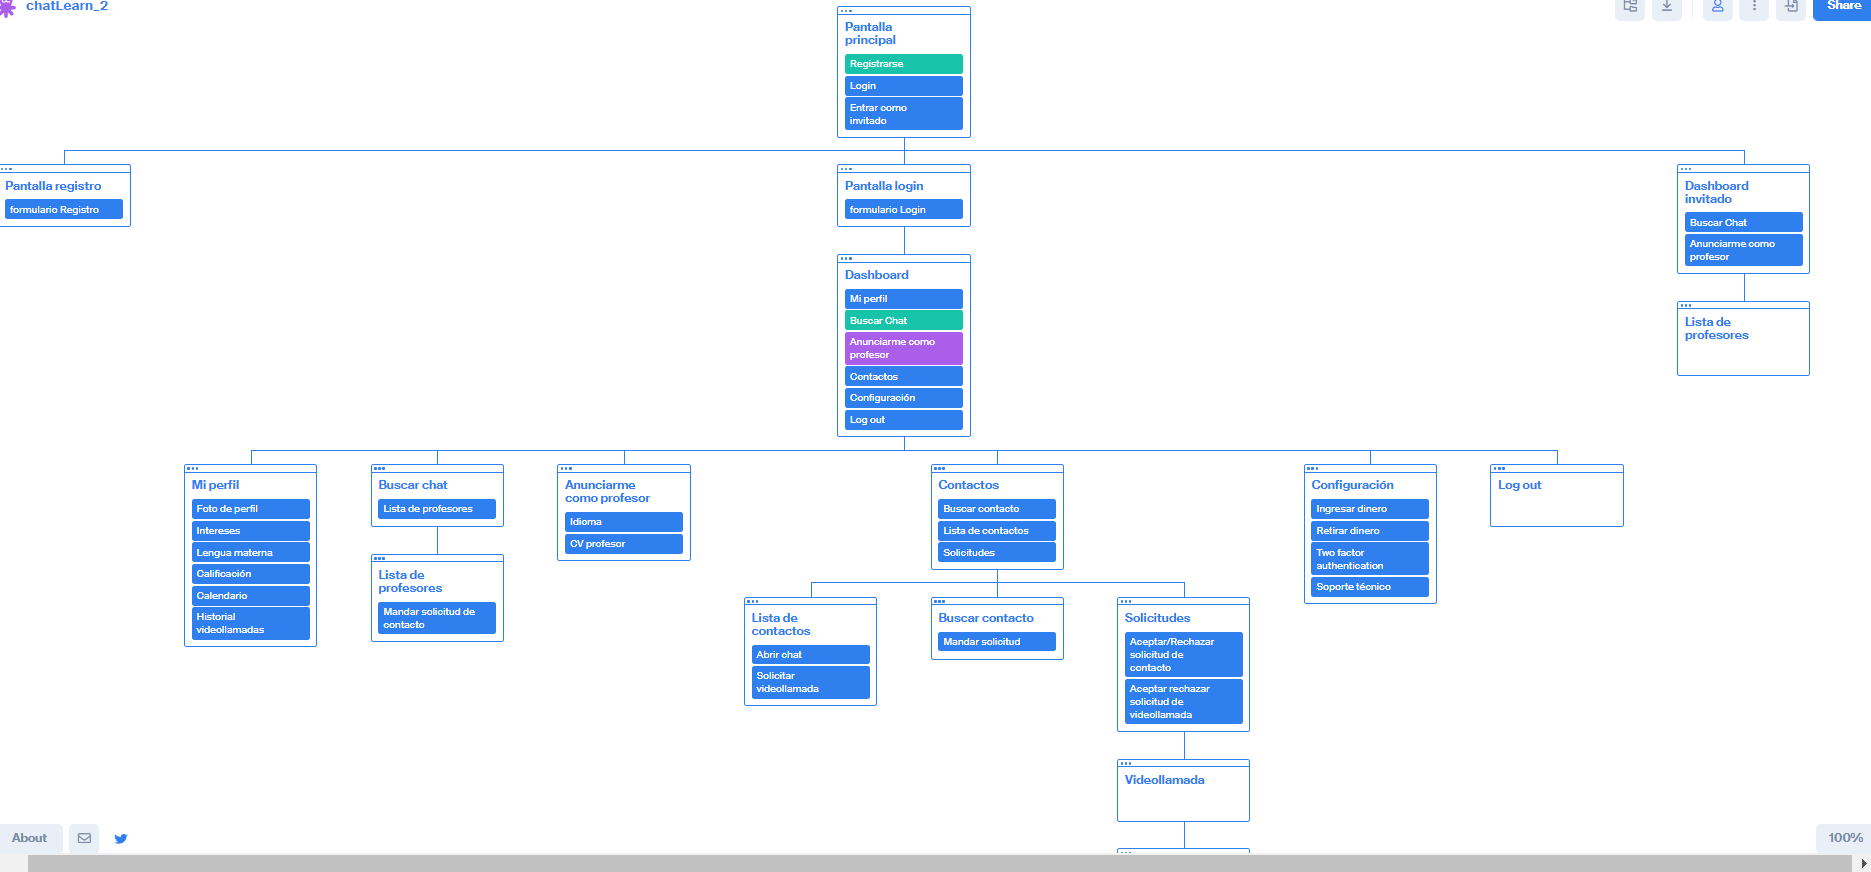 chatLearn_2
Share
Pantalla
principal
Registrarse
Login
Entrar como
invitado
Pantalla registro
formulario Registro
Pantalla login
formulario Login
Dashboard
invitado
Buscar Chat
Anunciarme como
profesor
Lista de
profesores
Dashboard
Mi perfil
Buscar Chat
Anunciarme como
profesor
Contactos
Configuración
Log out
Mi perfil
Foto de perfil
Intereses
Lengua materna
Calificación
Calendario
Historial
videollamadas
Buscar chat
Lista de profesores
Lista de
profesores
Mandar solicitud de
contacto
Anunciarme
como profesor
Idioma
CV profesor
Contactos
Buscar contacto
Lista de contactos
Solicitudes
Lista de
contactos
Abrir chat
Solicitar
videollamada
Buscar contacto
Mandar solicitud
Solicitudes
Aceptar/Rechazar
solicitud de
contacto
Aceptar rechazar
solicitud de
videollamada
Videollamada
Configuración
Ingresar dinero
Retirar dinero
Two factor
authentication
Soporte técnico
Log out
About
100%